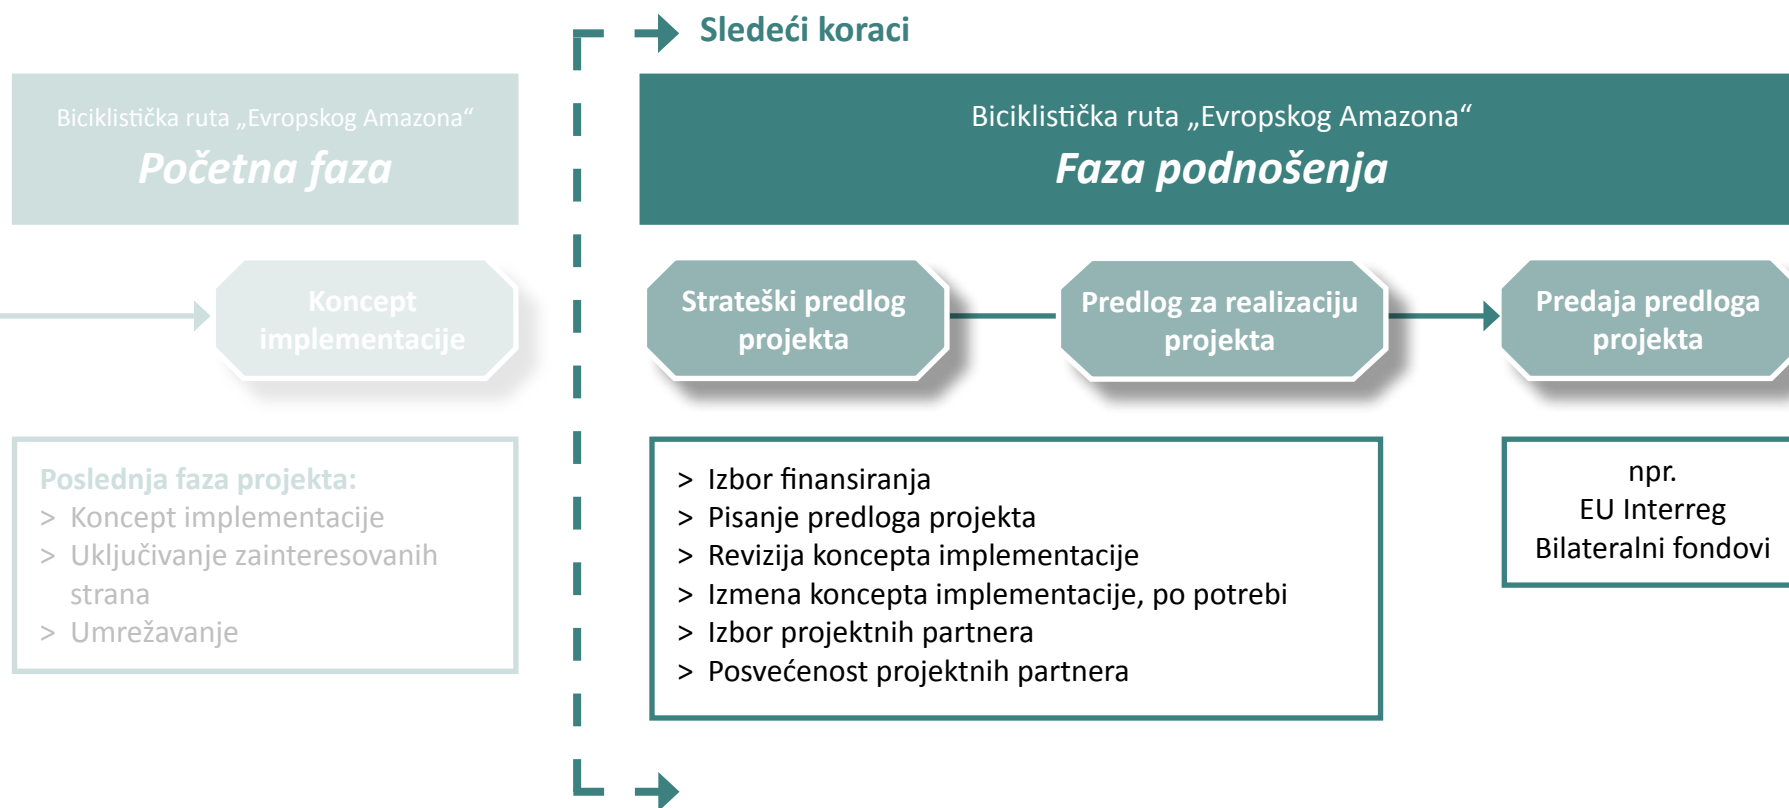 Sledeći koraci
Biciklistička ruta „Evropskog Amazona“
Početna faza
Biciklistička ruta „Evropskog Amazona“
Faza podnošenja
Koncept
implementacije
Strateški predlog
projekta
Predlog za realizaciju
projekta
Predaja predloga
projekta
Poslednja faza projekta:
> Koncept implementacije
> Uključivanje zainteresovanih
strana
> Umrežavanje
> Izbor finansiranja
> Pisanje predloga projekta
> Revizija koncepta implementacije
> Izmena koncepta implementacije, po potrebi
> Izbor projektnih partnera
> Posvećenost projektnih partnera
npr.
EU Interreg
Bilateralni fondovi